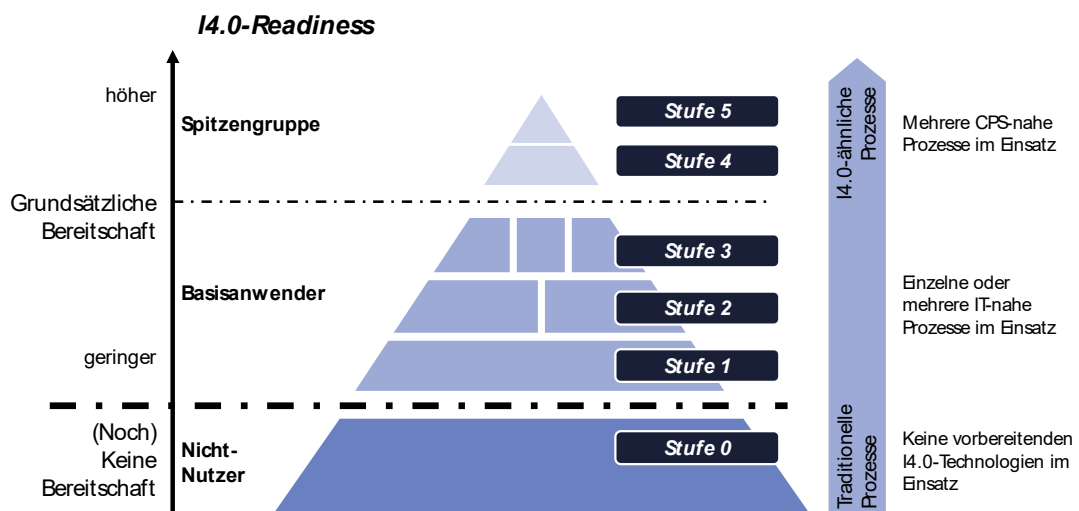 I4.0-Readiness
höher
Spitzengruppe
Stufe 5
Stufe 4
I4.0-ähnliche
Prozesse
Mehrere CPS-nahe
Prozesse im Einsatz
Grundsätzliche
Bereitschaft
Basisanwender
Stufe 3
Stufe 2
Stufe 1
Einzelne oder
mehrere IT-nahe
Prozesse im Einsatz
geringer
(Noch)
Keine
Bereitschaft
Nicht-
Nutzer
Stufe 0
Traditionelle
Prozesse
Keine vorbereitenden
I4.0-Technologien im
Einsatz